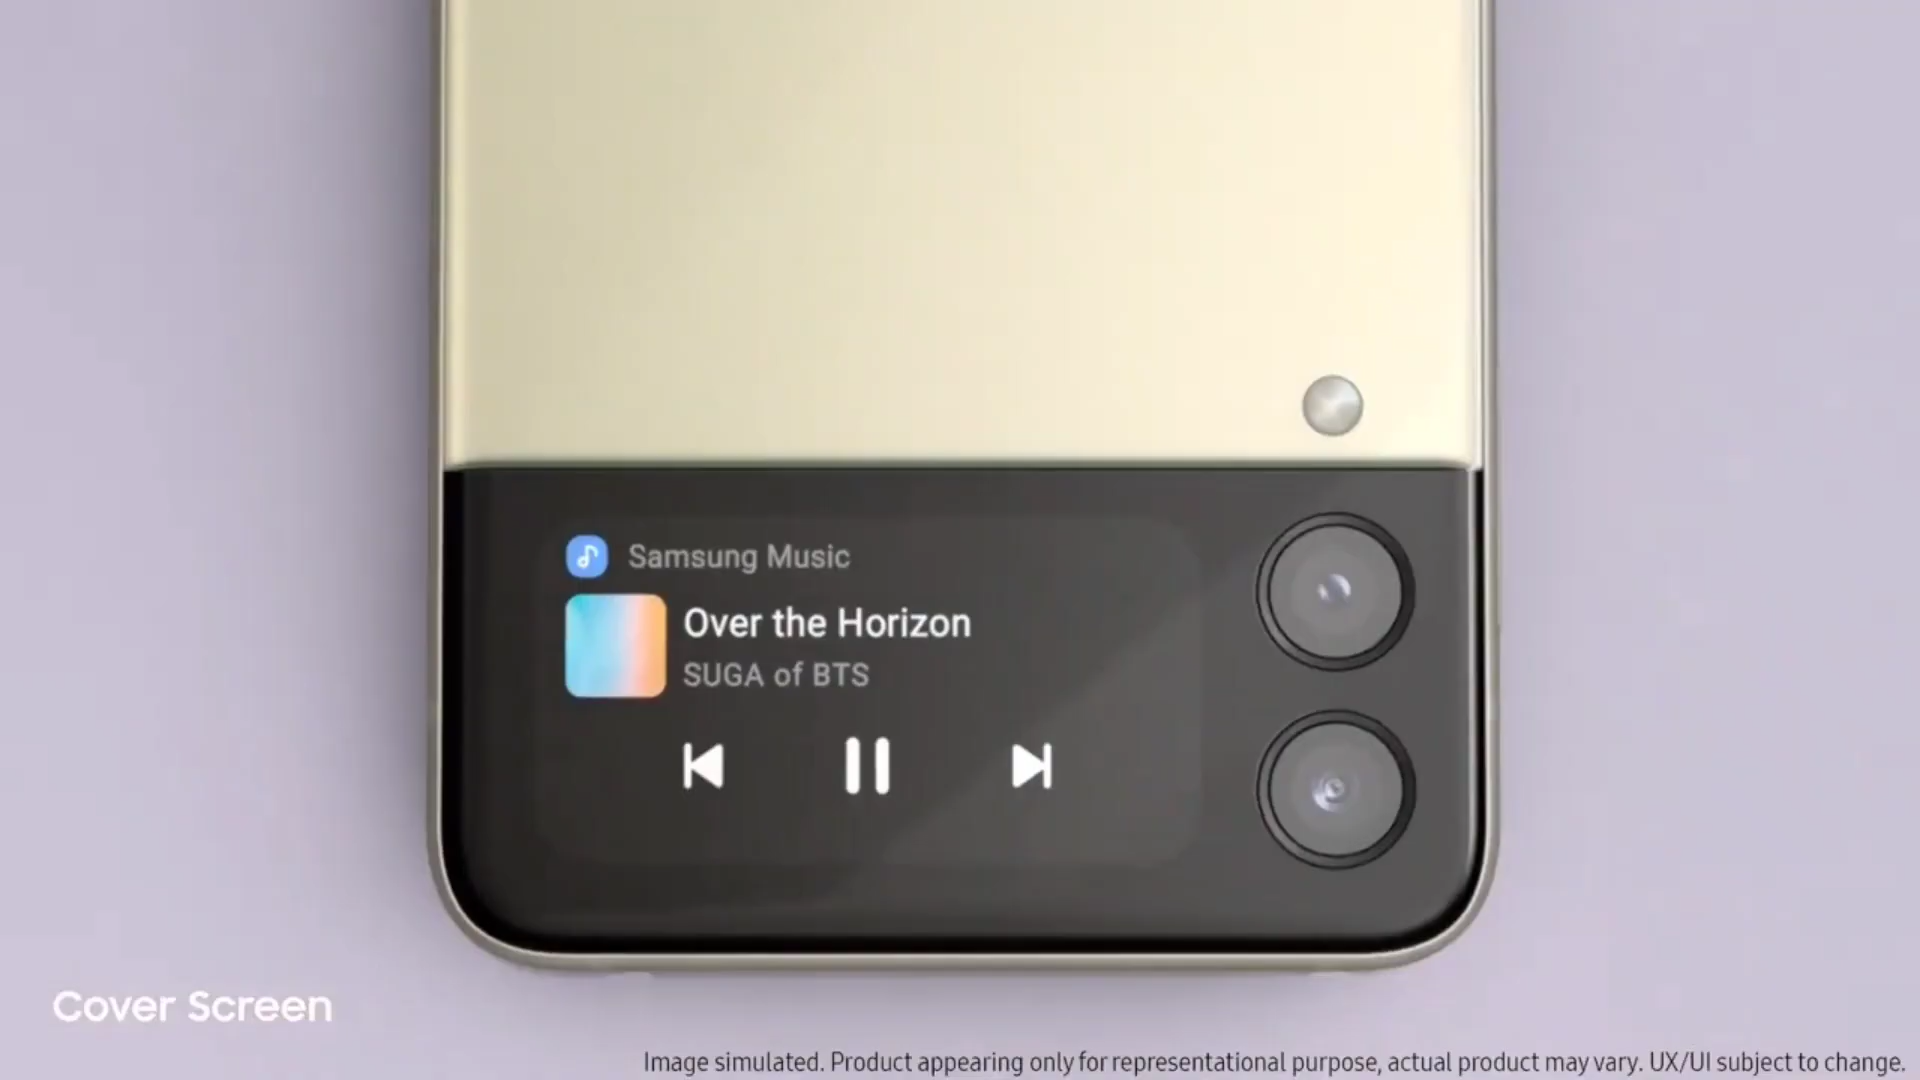 Samsung Music
Over the Horizon
SUGA of BTS
Cover Screen
Image simulated. Product appearing only for representational purpose, actual product may vary. UX/UI subject to change.